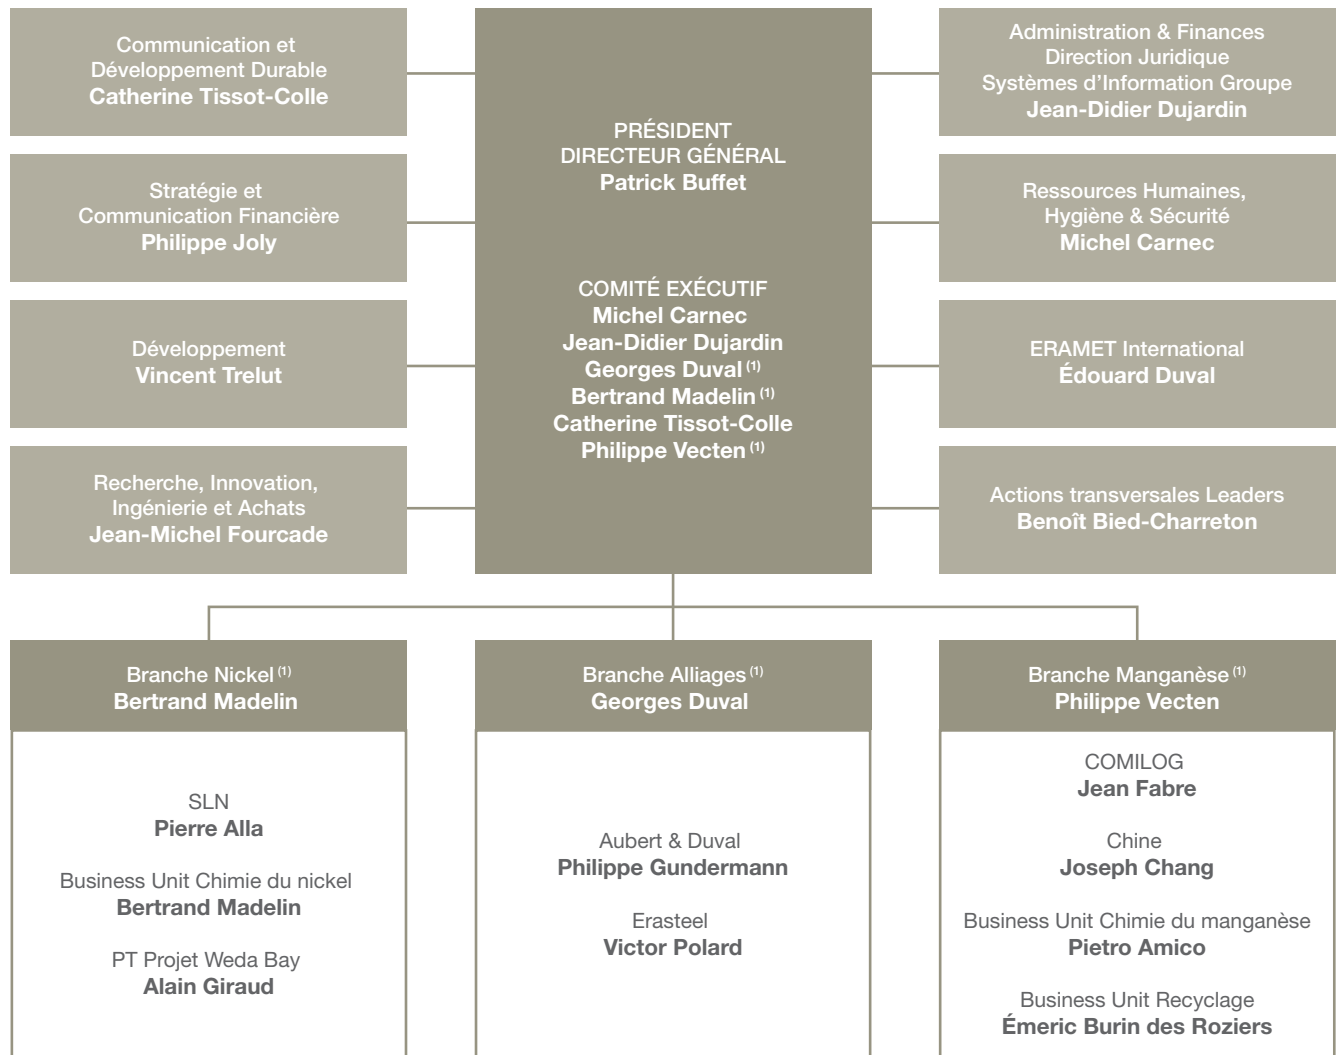 Communication et
Développement Durable
Catherine Tissot-Colle
Stratégie et
Communication Financière
Philippe Joly
Développement
Vincent Trelut
Recherche, Innovation,
Ingénierie et Achats
Jean-Michel Fourcade
PRÉSIDENT
DIRECTEUR GÉNÉRAL
Patrick Buffet
COMITÉ EXÉCUTIF
Michel Carnec
Jean-Didier Dujardin
Georges Duval (1)
Bertrand Madelin (1)
Catherine Tissot-Colle
Philippe Vecten (1)
Administration & Finances
Direction Juridique
Systèmes d’Information Groupe
Jean-Didier Dujardin
Ressources Humaines,
Hygiène & Sécurité
Michel Carnec
ERAMET International
Édouard Duval
Actions transversales Leaders
Benoît Bied-Charreton
Branche Nickel (1)
Bertrand Madelin
SLN
Pierre Alla
Business Unit Chimie du nickel
Bertrand Madelin
PT Projet Weda Bay
Alain Giraud
Branche Alliages (1)
Georges Duval
Aubert & Duval
Philippe Gundermann
Erasteel
Victor Polard
Branche Manganèse (1)
Philippe Vecten
COMILOG
Jean Fabre
Chine
Joseph Chang
Business Unit Chimie du manganèse
Pietro Amico
Business Unit Recyclage
Émeric Burin des Roziers